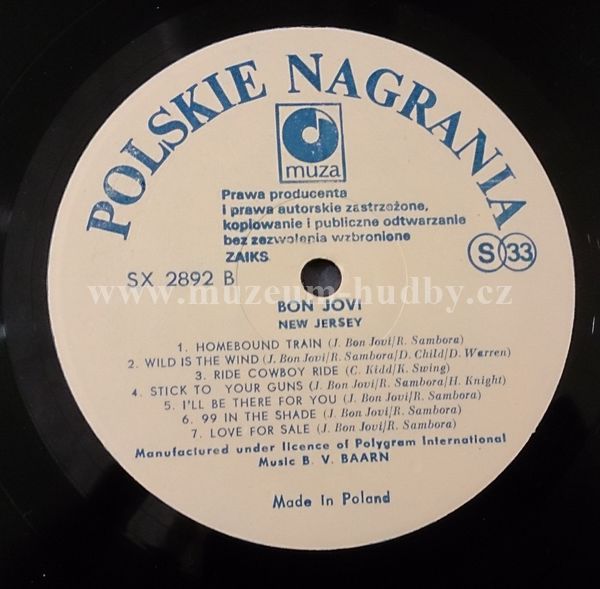 POLSKIE NAGRANIA
muza
Prawa producenta
i prawa autorskie zastrzeżone,
kopiowanie i publiczne odtwarzanie
bez zezwolenia wzbronione
ZAIKS
S 33
SX 2892 B
www.muzeum-hudby.cz
BON JOVI
NEW JERSEY
1. HOMEBOUND TRAIN (J. Bon Jovi/R. Sambora)
2. WILD IS THE WIND (J. Bon Jovi/R. Sambora/D. Child/D. Warren)
3. RIDE COWBOY RIDE (C. Kidd/K. Swing)
4. STICK TO YOUR GUNS (J. Bon Jovi/R. Sambora/H. Knight)
5. I'LL BE THERE FOR YOU (J. Bon Jovi/R. Sambora)
6. 99 IN THE SHADE (J. Bon Jovi/R. Sambora)
7. LOVE FOR SALE (J. Bon Jovi/R. Sambora)
Manufactured under licence of Polygram International
Music B. V. BAARN
Made in Poland